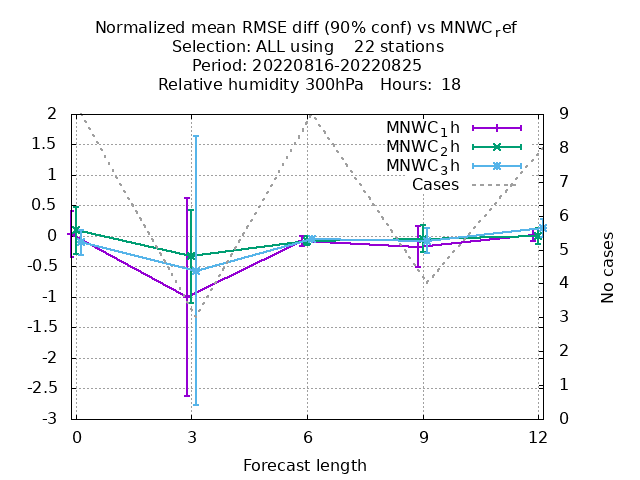 Normalized mean RMSE diff (90% conf) vs MNWC_ref
Selection: ALL using    22 stations
Period: 20220816-20220825
Relative humidity 300hPa   Hours: 18
MNWC_1h
MNWC_2h
MNWC_3h
Cases
2
1.5
1
0.5
0
-0.5
-1
-1.5
-2
-2.5
-3
9
8
7
6
5
4
3
2
1
0
No cases
0 3 6 9 12
Forecast length